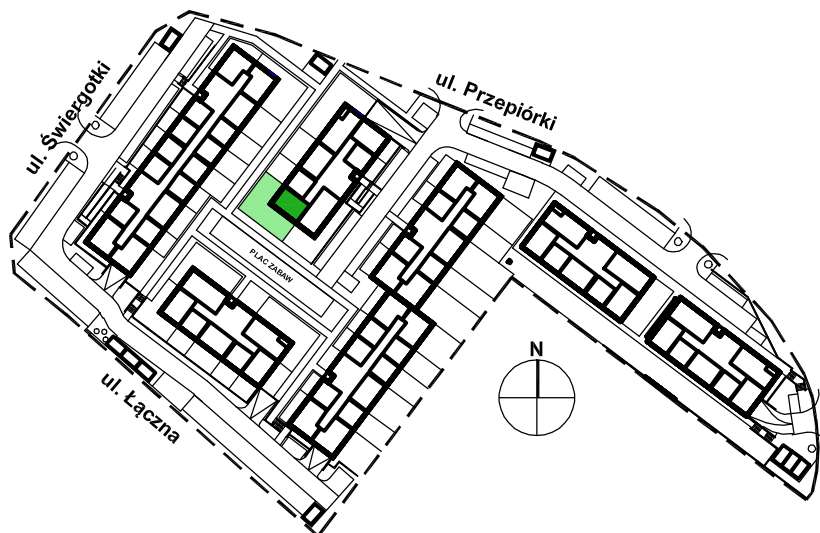 ul. Przepiórki
ul. Świergotki
PLAC ZABAW
N
ul. Łączna